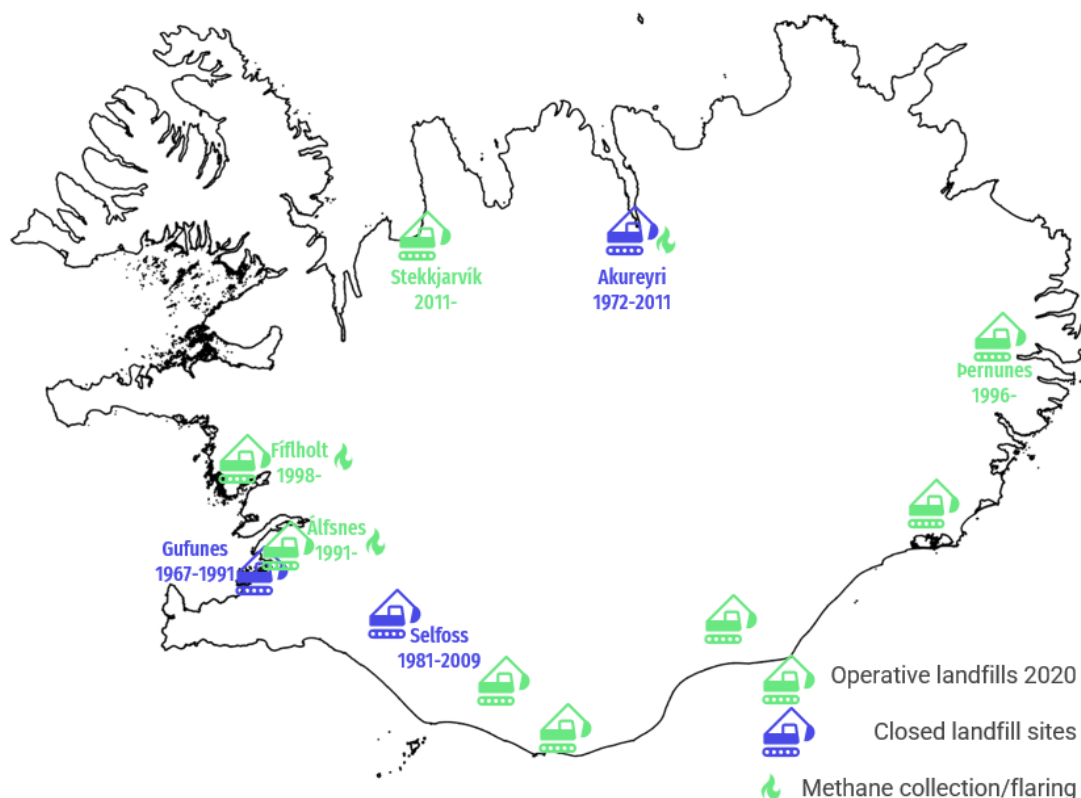 Stekkjarvík
2011-
Akureyri
1972-2011
Þernunes
1996-
Fíflholt
1998-
Álfsnes
1991-
Gufunes
1967-1991
Selfoss
1981-2009
Operative landfills 2020
Closed landfill sites
Methane collection/flaring